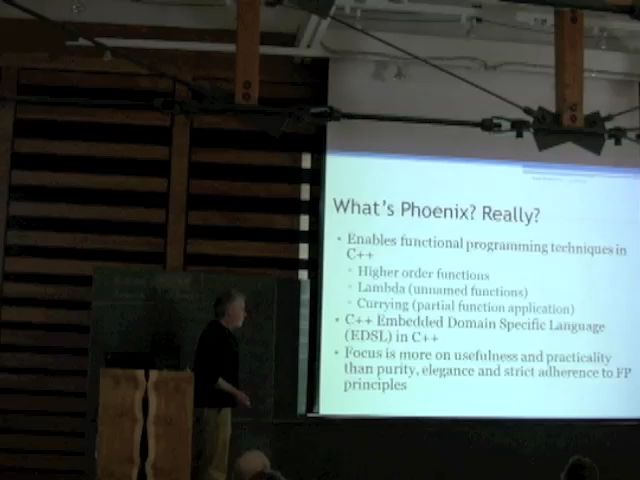 What's Phoenix? Really?
Enables functional programming techniques in
C++
Higher order functions
Lambda (unnamed functions)
Currying (partial function application)
C++ Embedded Domain Specific Language
(EDSL) in C++
Focus is more on usefulness and practicality
than purity, elegance and strict adherence to FP
principles